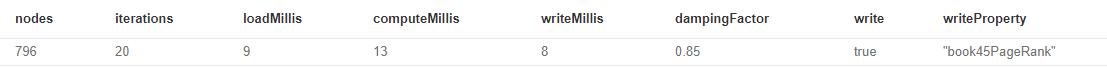 nodes iterations loadMillis computeMillis writeMillis dampingFactor write writeProperty
796 20 9 13 8 0.85 true "book45PageRank"